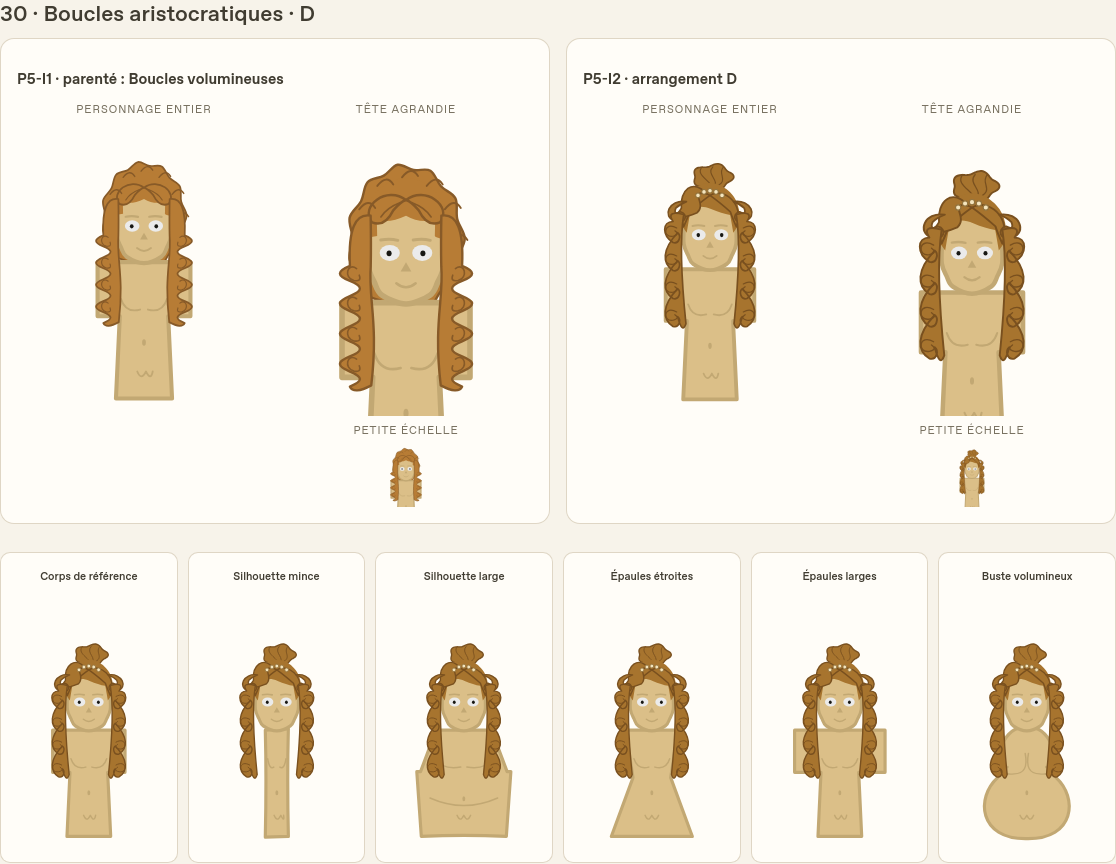 30 · Boucles aristocratiques · D
P5-I1 · parenté : Boucles volumineuses
PERSONNAGE ENTIER
TÊTE AGRANDIE
PETITE ÉCHELLE
P5-I2 · arrangement D
PERSONNAGE ENTIER
TÊTE AGRANDIE
PETITE ÉCHELLE
Corps de référence
Silhouette mince
Silhouette large
Épaules étroites
Épaules larges
Buste volumineux